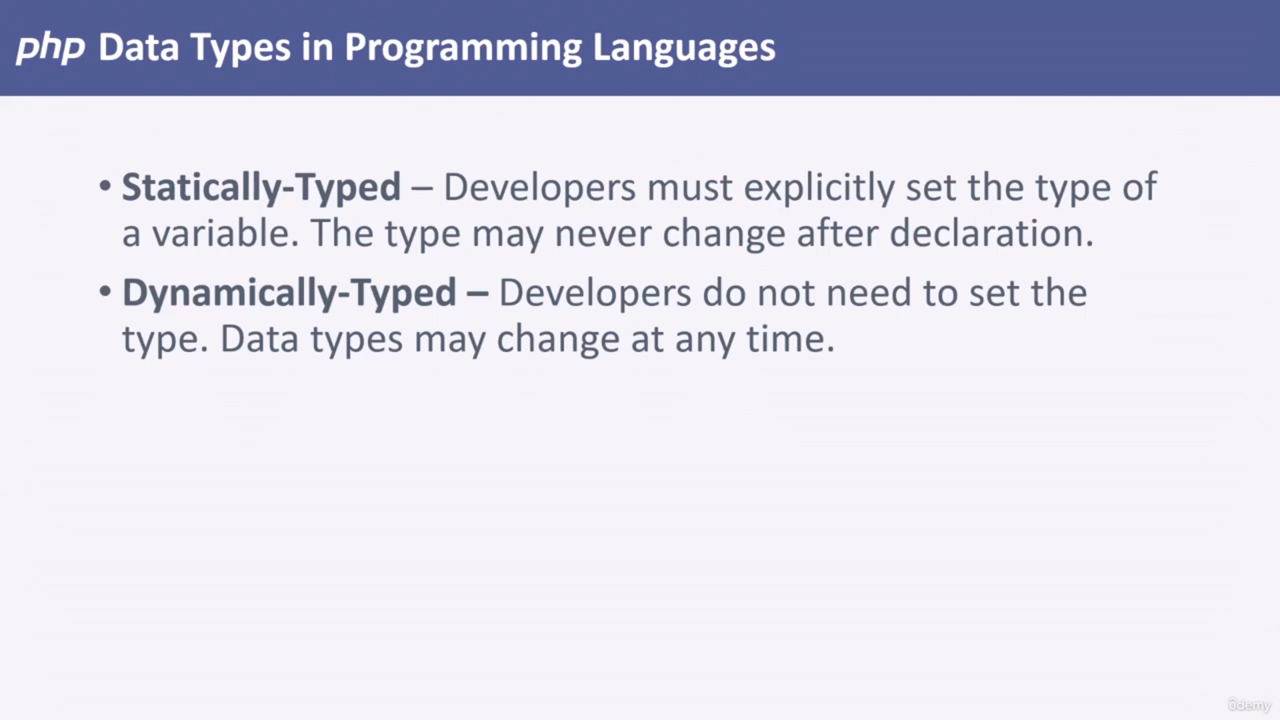 php Data Types in Programming Languages
• Statically-Typed – Developers must explicitly set the type of
a variable. The type may never change after declaration.
• Dynamically-Typed – Developers do not need to set the
type. Data types may change at any time.
ûdemy